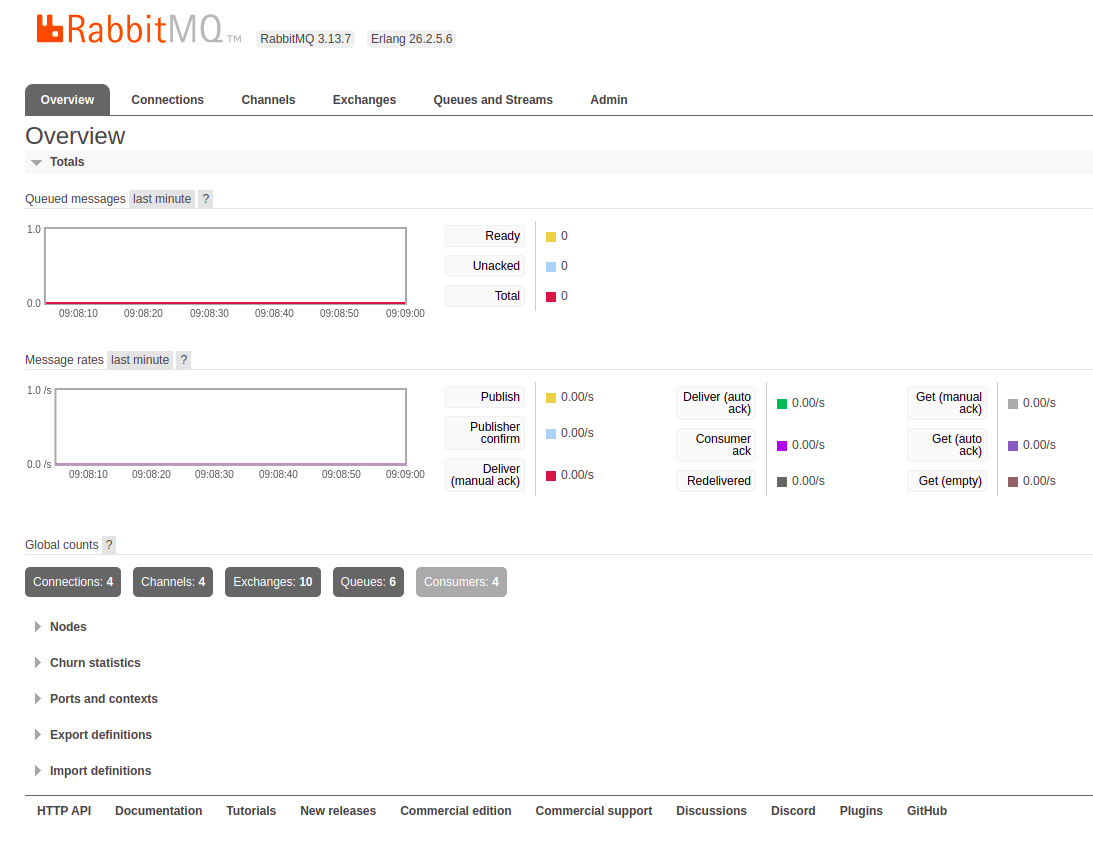 RabbitMQ TM RabbitMQ 3.13.7 Erlang 26.2.5.6
Overview Connections Channels Exchanges Queues and Streams Admin
Overview
Totals
Queued messages last minute ?
1.0
0.0
09:08:10 09:08:20 09:08:30 09:08:40 09:08:50 09:09:00
Ready 0
Unacked 0
Total 0
Message rates last minute ?
1.0 /s
0.0 /s
09:08:10 09:08:20 09:08:30 09:08:40 09:08:50 09:09:00
Publish 0.00/s
Publisher
confirm 0.00/s
Deliver
(manual ack) 0.00/s
Deliver (auto
ack) 0.00/s
Consumer
ack 0.00/s
Redelivered 0.00/s
Get (manual
ack) 0.00/s
Get (auto
ack) 0.00/s
Get (empty) 0.00/s
Global counts ?
Connections: 4 Channels: 4 Exchanges: 10 Queues: 6 Consumers: 4
Nodes
Churn statistics
Ports and contexts
Export definitions
Import definitions
HTTP API Documentation Tutorials New releases Commercial edition Commercial support Discussions Discord Plugins GitHub